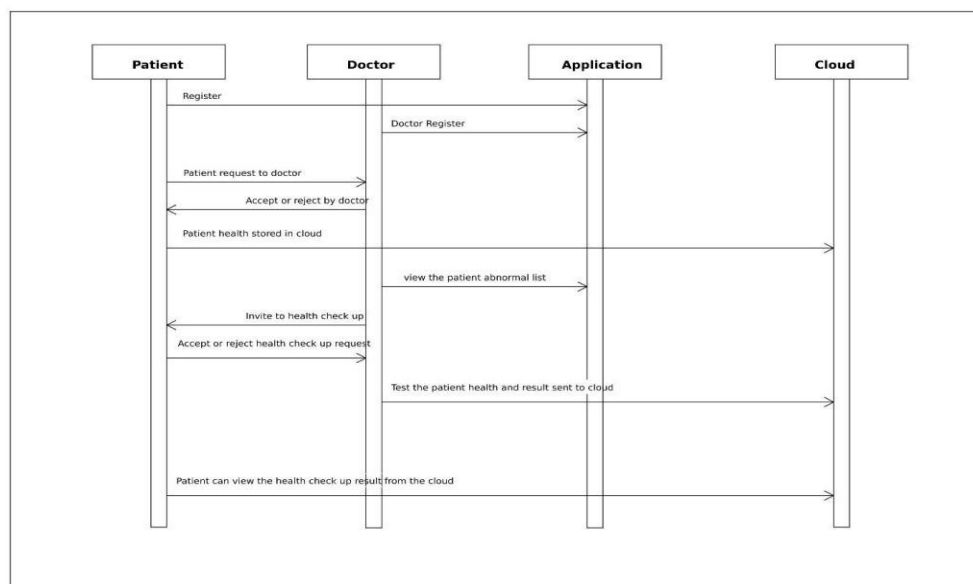 Patient
Doctor
Application
Cloud
Register
Doctor Register
Patient request to doctor
Accept or reject by doctor
Patient health stored in cloud
view the patient abnormal list
Invite to health check up
Accept or reject health check up request
Test the patient health and result sent to cloud
Patient can view the health check up result from the cloud